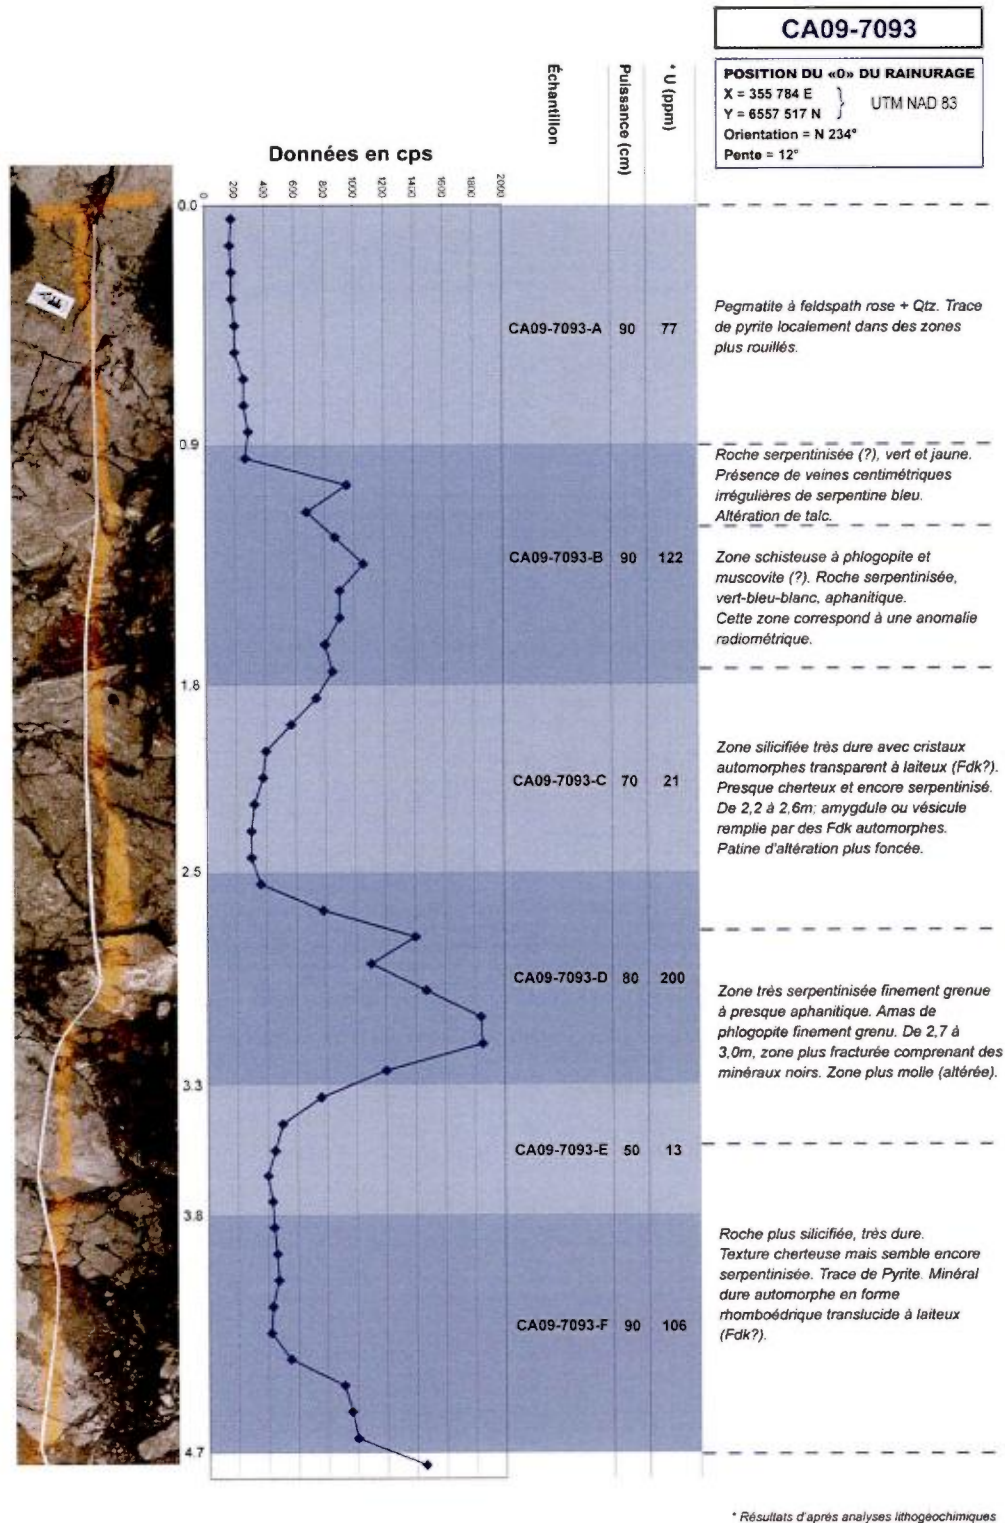 CA09-7093
POSITION DU «0» DU RAINURAGE
X = 355 784 E
Y = 6557 517 N
UTM NAD 83
Orientation = N 234°
Pente = 12°
Échantillon
Puissance (cm)
* U (ppm)
Données en cps
0 200 400 600 800 1000 1200 1400 1600 1800 2000
0.0
CA09-7093-A 90 77
Pegmatite à feldspath rose + Qtz. Trace
de pyrite localement dans des zones
plus rouillés.
0.9
Roche serpentinisée (?), vert et jaune.
Présence de veines centimétriques
irrégulières de serpentine bleu.
Altération de talc.
CA09-7093-B 90 122
Zone schisteuse à phlogopite et
muscovite (?). Roche serpentinisée,
vert-bleu-blanc, aphanitique.
Cette zone correspond à une anomalie
radiométrique.
1.8
CA09-7093-C 70 21
Zone silicifiée très dure avec cristaux
automorphes transparent à laiteux (Fdk?).
Presque cherteux et encore serpentinisé.
De 2,2 à 2,6m; amygdule ou vésicule
remplie par des Fdk automorphes.
Patine d'altération plus foncée.
2.5
CA09-7093-D 80 200
Zone très serpentinisée finement grenue
à presque aphanitique. Amas de
phlogopite finement grenu. De 2,7 à
3,0m, zone plus fracturée comprenant des
minéraux noirs. Zone plus molle (altérée).
3.3
CA09-7093-E 50 13
3.8
CA09-7093-F 90 106
Roche plus silicifiée, très dure.
Texture cherteuse mais semble encore
serpentinisée. Trace de Pyrite. Minéral
dure automorphe en forme
rhomboédrique translucide à laiteux
(Fdk?).
4.7
* Résultats d'après analyses lithogéochimiques